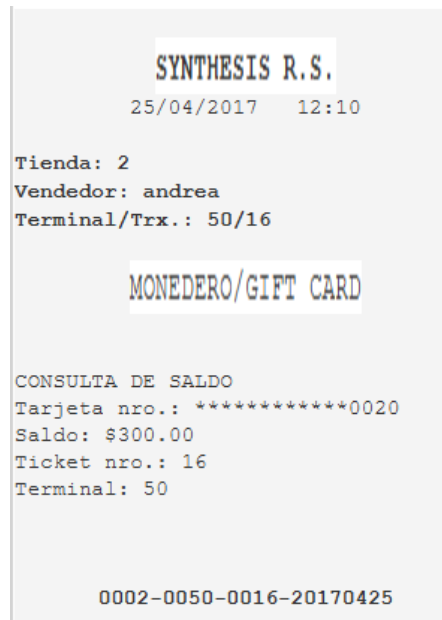 SYNTHESIS R.S.
25/04/2017 12:10
Tienda: 2
Vendedor: andrea
Terminal/Trx.: 50/16
MONEDERO/GIFT CARD
CONSULTA DE SALDO
Tarjeta nro.: ************0020
Saldo: $300.00
Ticket nro.: 16
Terminal: 50
0002-0050-0016-20170425